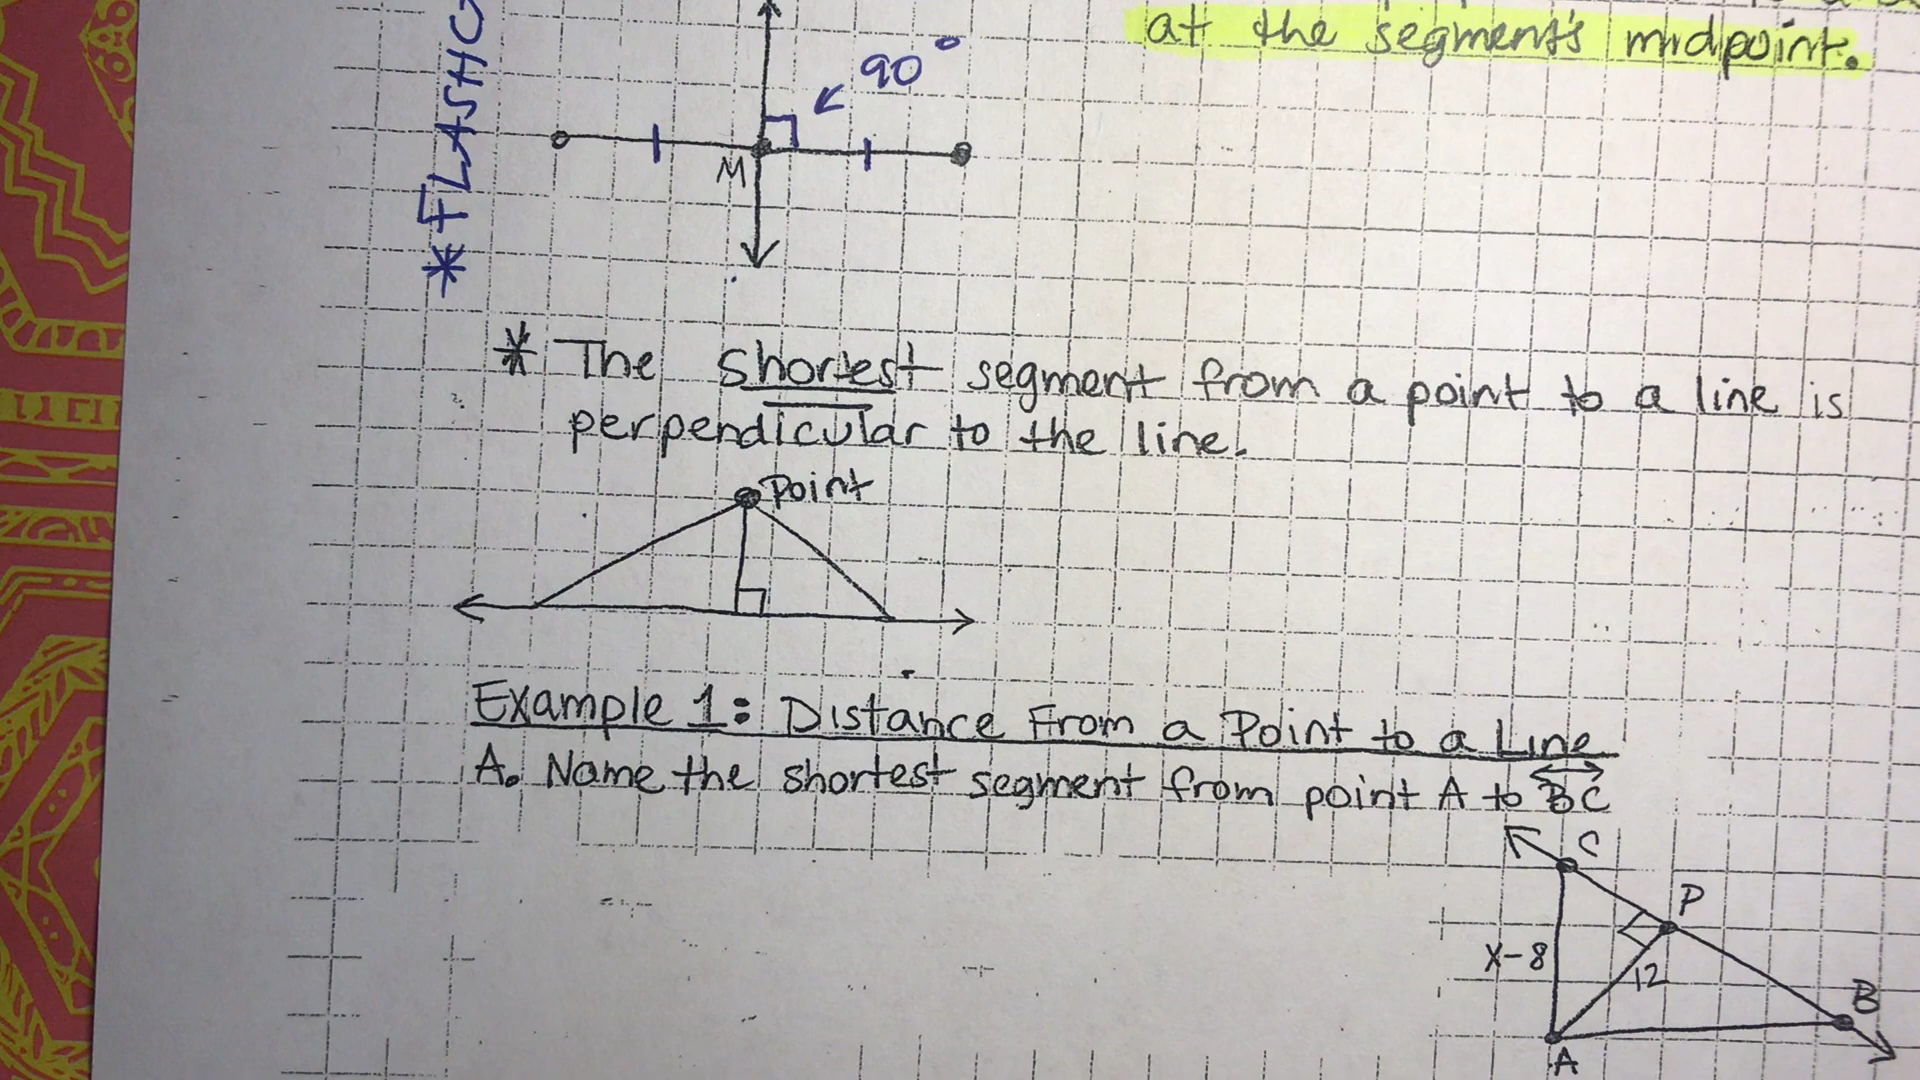 at the segment's midpoint.
90°
M
* The shortest segment from a point to a line is
perpendicular to the line.
Point
Example 1: Distance From a Point to a Line
A. Name the shortest segment from point A to BC
C
P
x-8
12
B
A